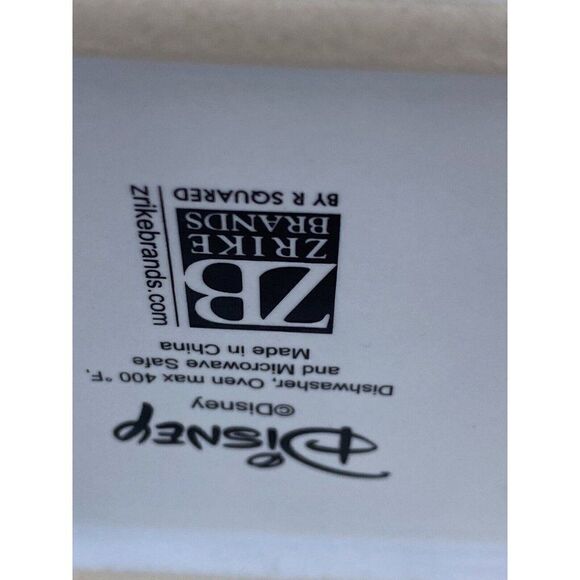 Disney
©Disney
Dishwasher, Oven max 400 °F.
and Microwave Safe
Made in China
ZB
ZRIKE
BRANDS
BY R SQUARED
zrikebrands.com